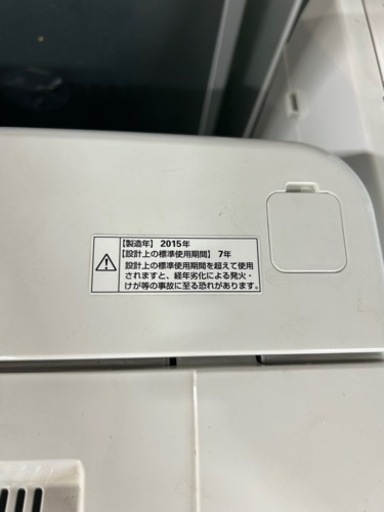 【製造年】 2015年
【設計上の標準使用期間】 7年
設計上の標準使用期間を超えて使用
されますと、経年劣化による発火・
けが等の事故に至る恐れがあります。